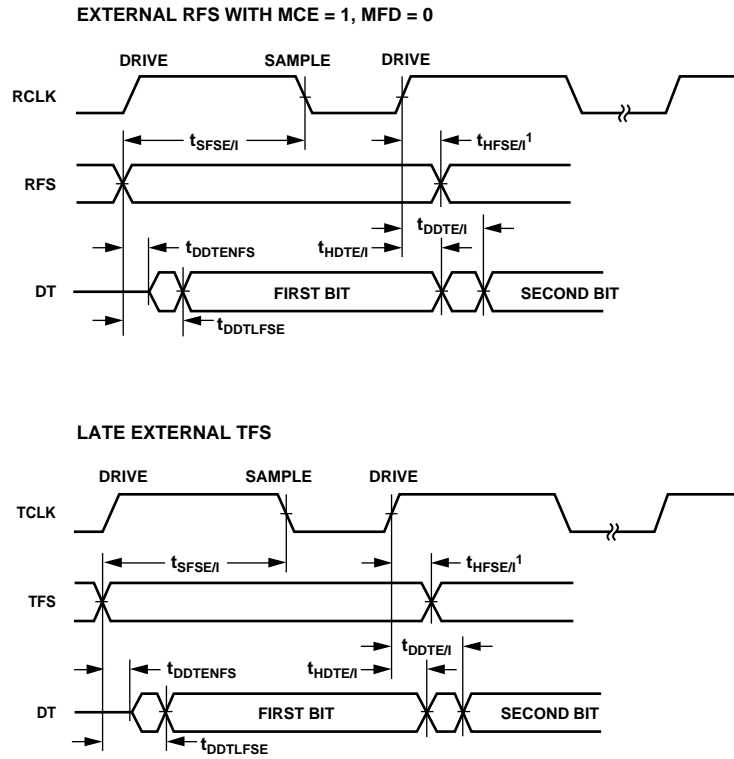 EXTERNAL RFS WITH MCE = 1, MFD = 0
DRIVE SAMPLE DRIVE
RCLK
tSFSE/I tHFSE/I1
RFS
tDDTE/I
tDDTENFS tHDTE/I
DT FIRST BIT SECOND BIT
tDDTLFSE
LATE EXTERNAL TFS
DRIVE SAMPLE DRIVE
TCLK
tSFSE/I tHFSE/I1
TFS
tDDTE/I
tDDTENFS tHDTE/I
DT FIRST BIT SECOND BIT
tDDTLFSE